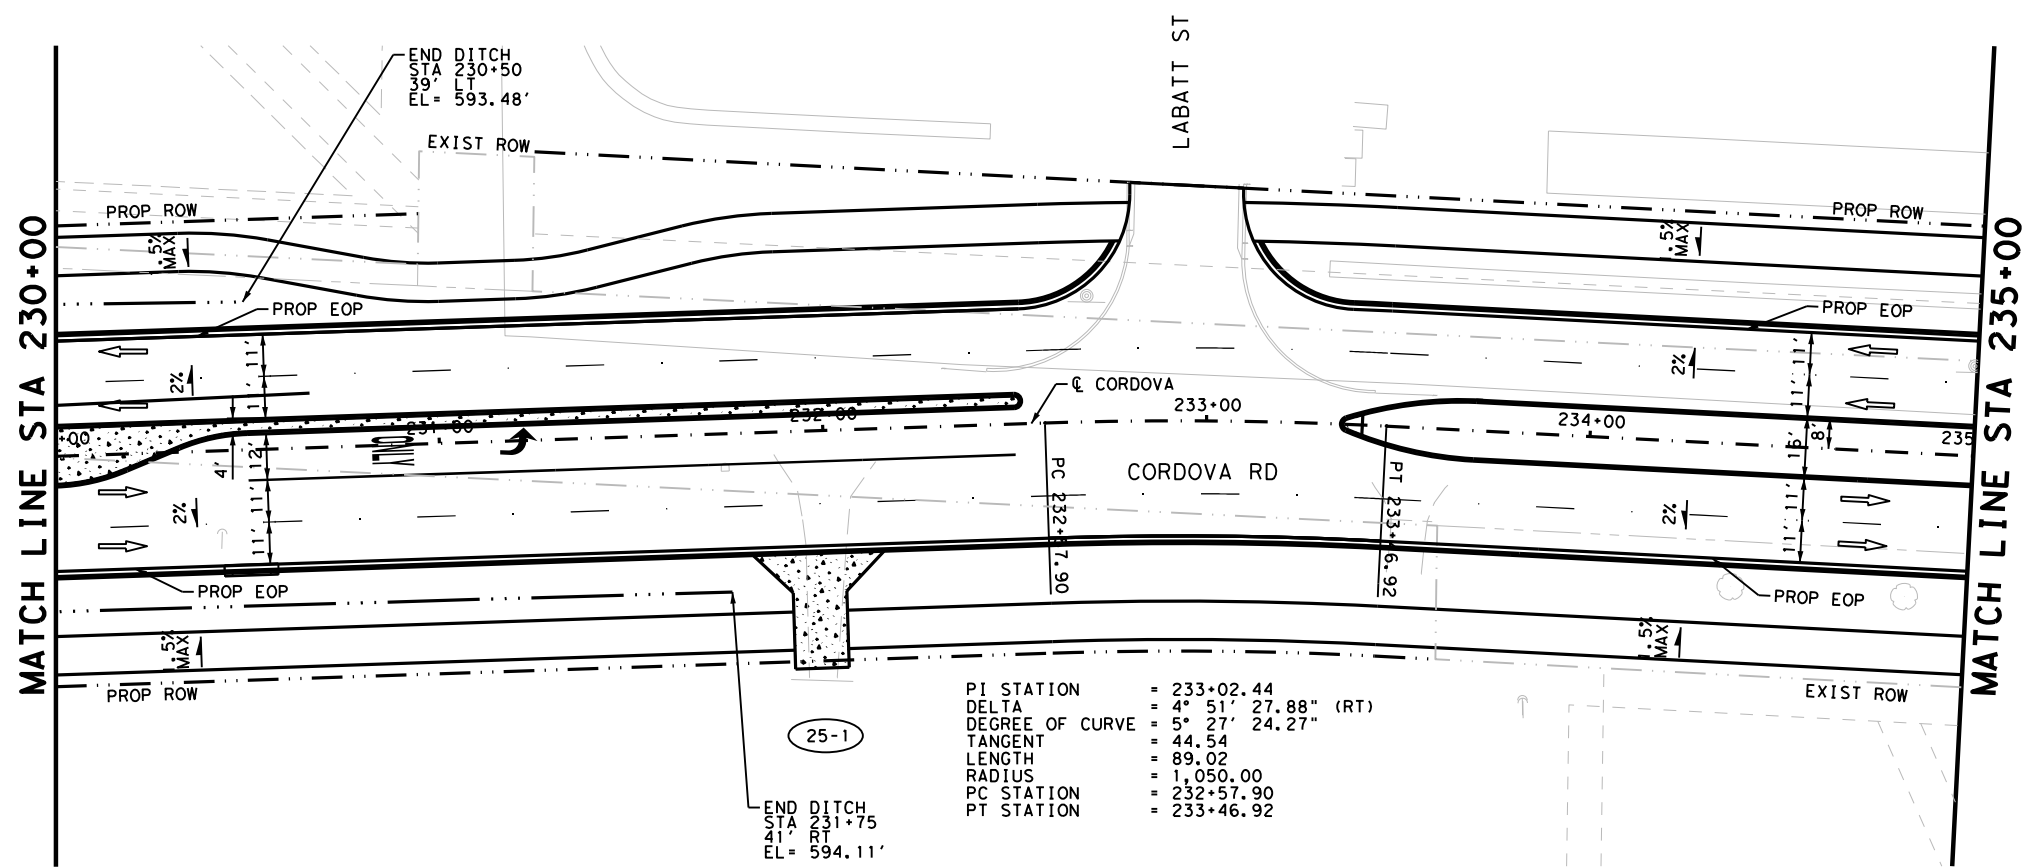 LABATT ST
END DITCH
STA 230+50
39' LT
EL= 593.48'
EXIST ROW
PROP ROW
PROP ROW
.5%
MAX
.5%
MAX
MATCH LINE STA 230+00
MATCH LINE STA 235+00
PROP EOP
PROP EOP
11'
11'
2%
2%
11'
11'
℄ CORDOVA
+00
231+00
232+00
233+00
234+00
235
ONLY
4'
12'
16'
8'
CORDOVA RD
PC 232+57.90
PT 233+46.92
2%
2%
11'
11'
11'
11'
PROP EOP
PROP EOP
1.5%
MAX
1.5%
MAX
PROP ROW
EXIST ROW
25-1
PI STATION = 233+02.44
DELTA = 4° 51' 27.88" (RT)
DEGREE OF CURVE = 5° 27' 24.27"
TANGENT = 44.54
LENGTH = 89.02
RADIUS = 1,050.00
PC STATION = 232+57.90
PT STATION = 233+46.92
END DITCH
STA 231+75
41' RT
EL= 594.11'